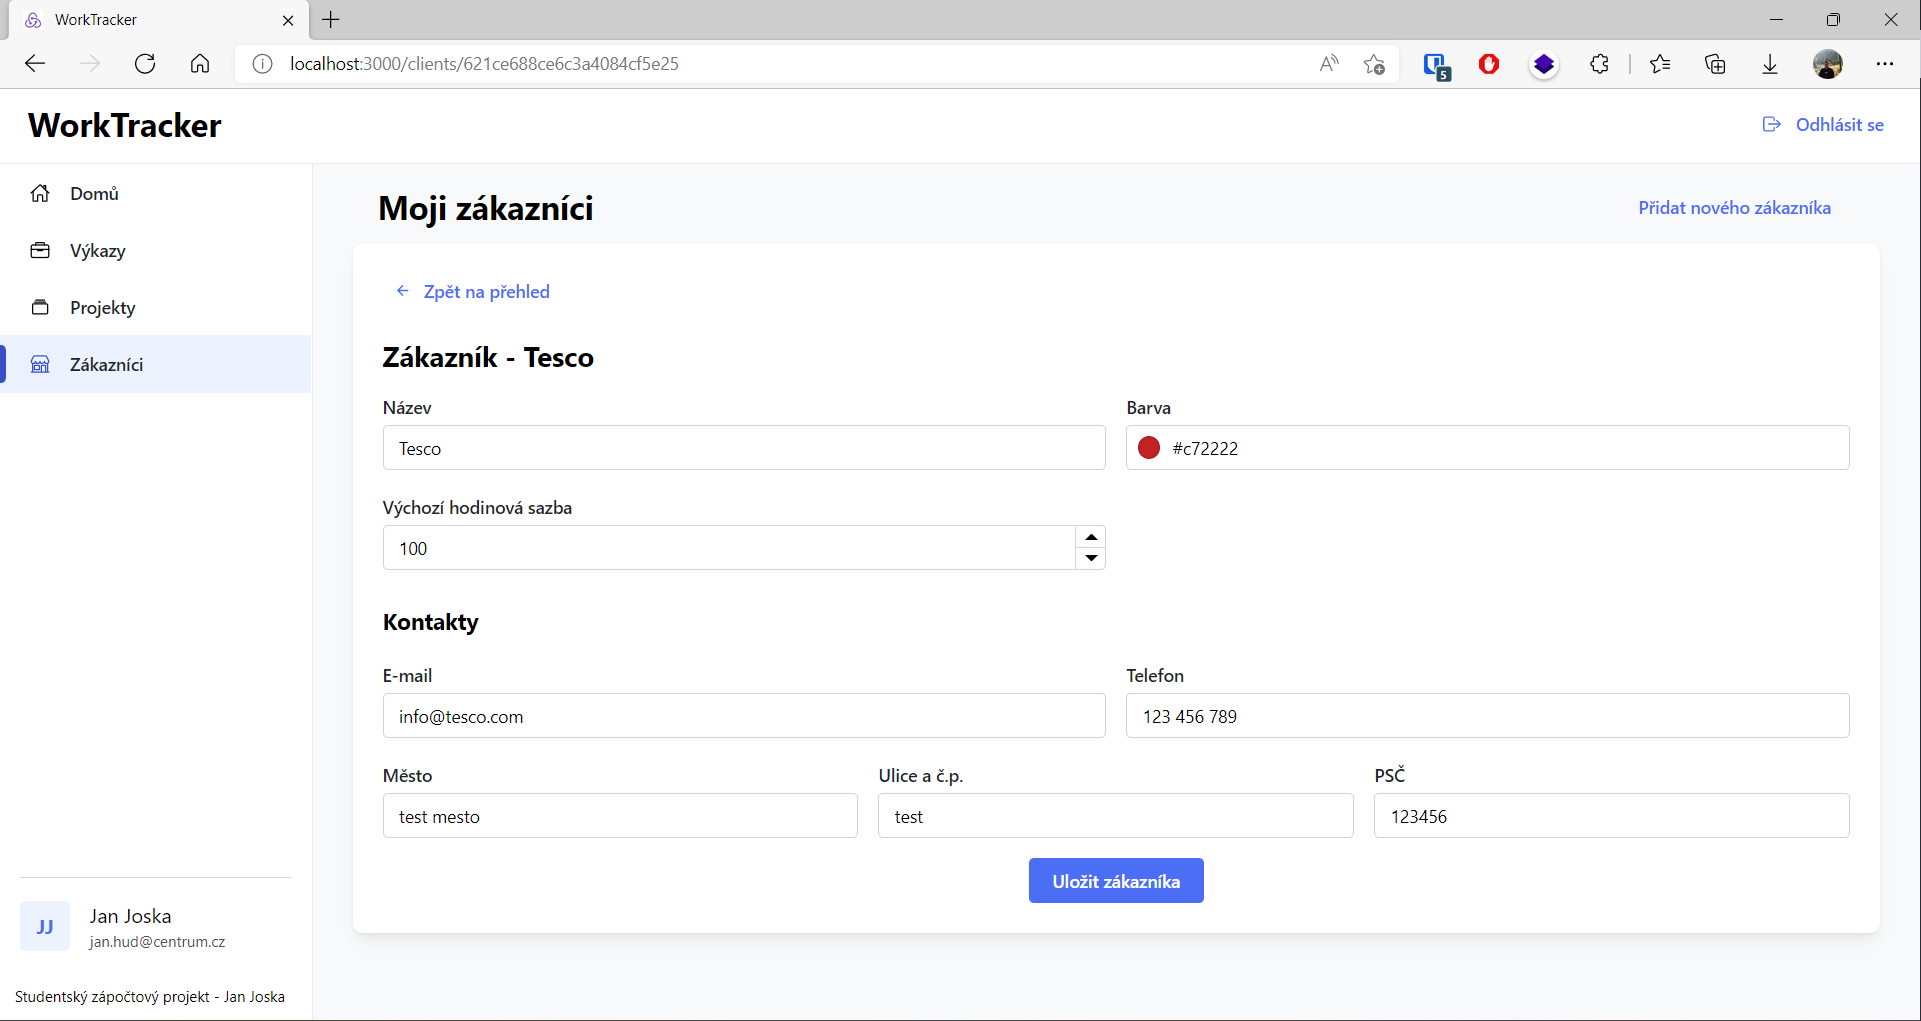 WorkTracker
localhost:3000/clients/621ce688ce6c3a4084cf5e25
5
WorkTracker
Odhlásit se
Domů
Výkazy
Projekty
Zákazníci
Moji zákazníci
Přidat nového zákazníka
Zpět na přehled
Zákazník - Tesco
Název
Barva
Tesco
#c72222
Výchozí hodinová sazba
100
Kontakty
E-mail
Telefon
info@tesco.com
123 456 789
Město
Ulice a č.p.
PSČ
test mesto
test
123456
Uložit zákazníka
JJ
Jan Joska
jan.hud@centrum.cz
Studentský zápočtový projekt - Jan Joska